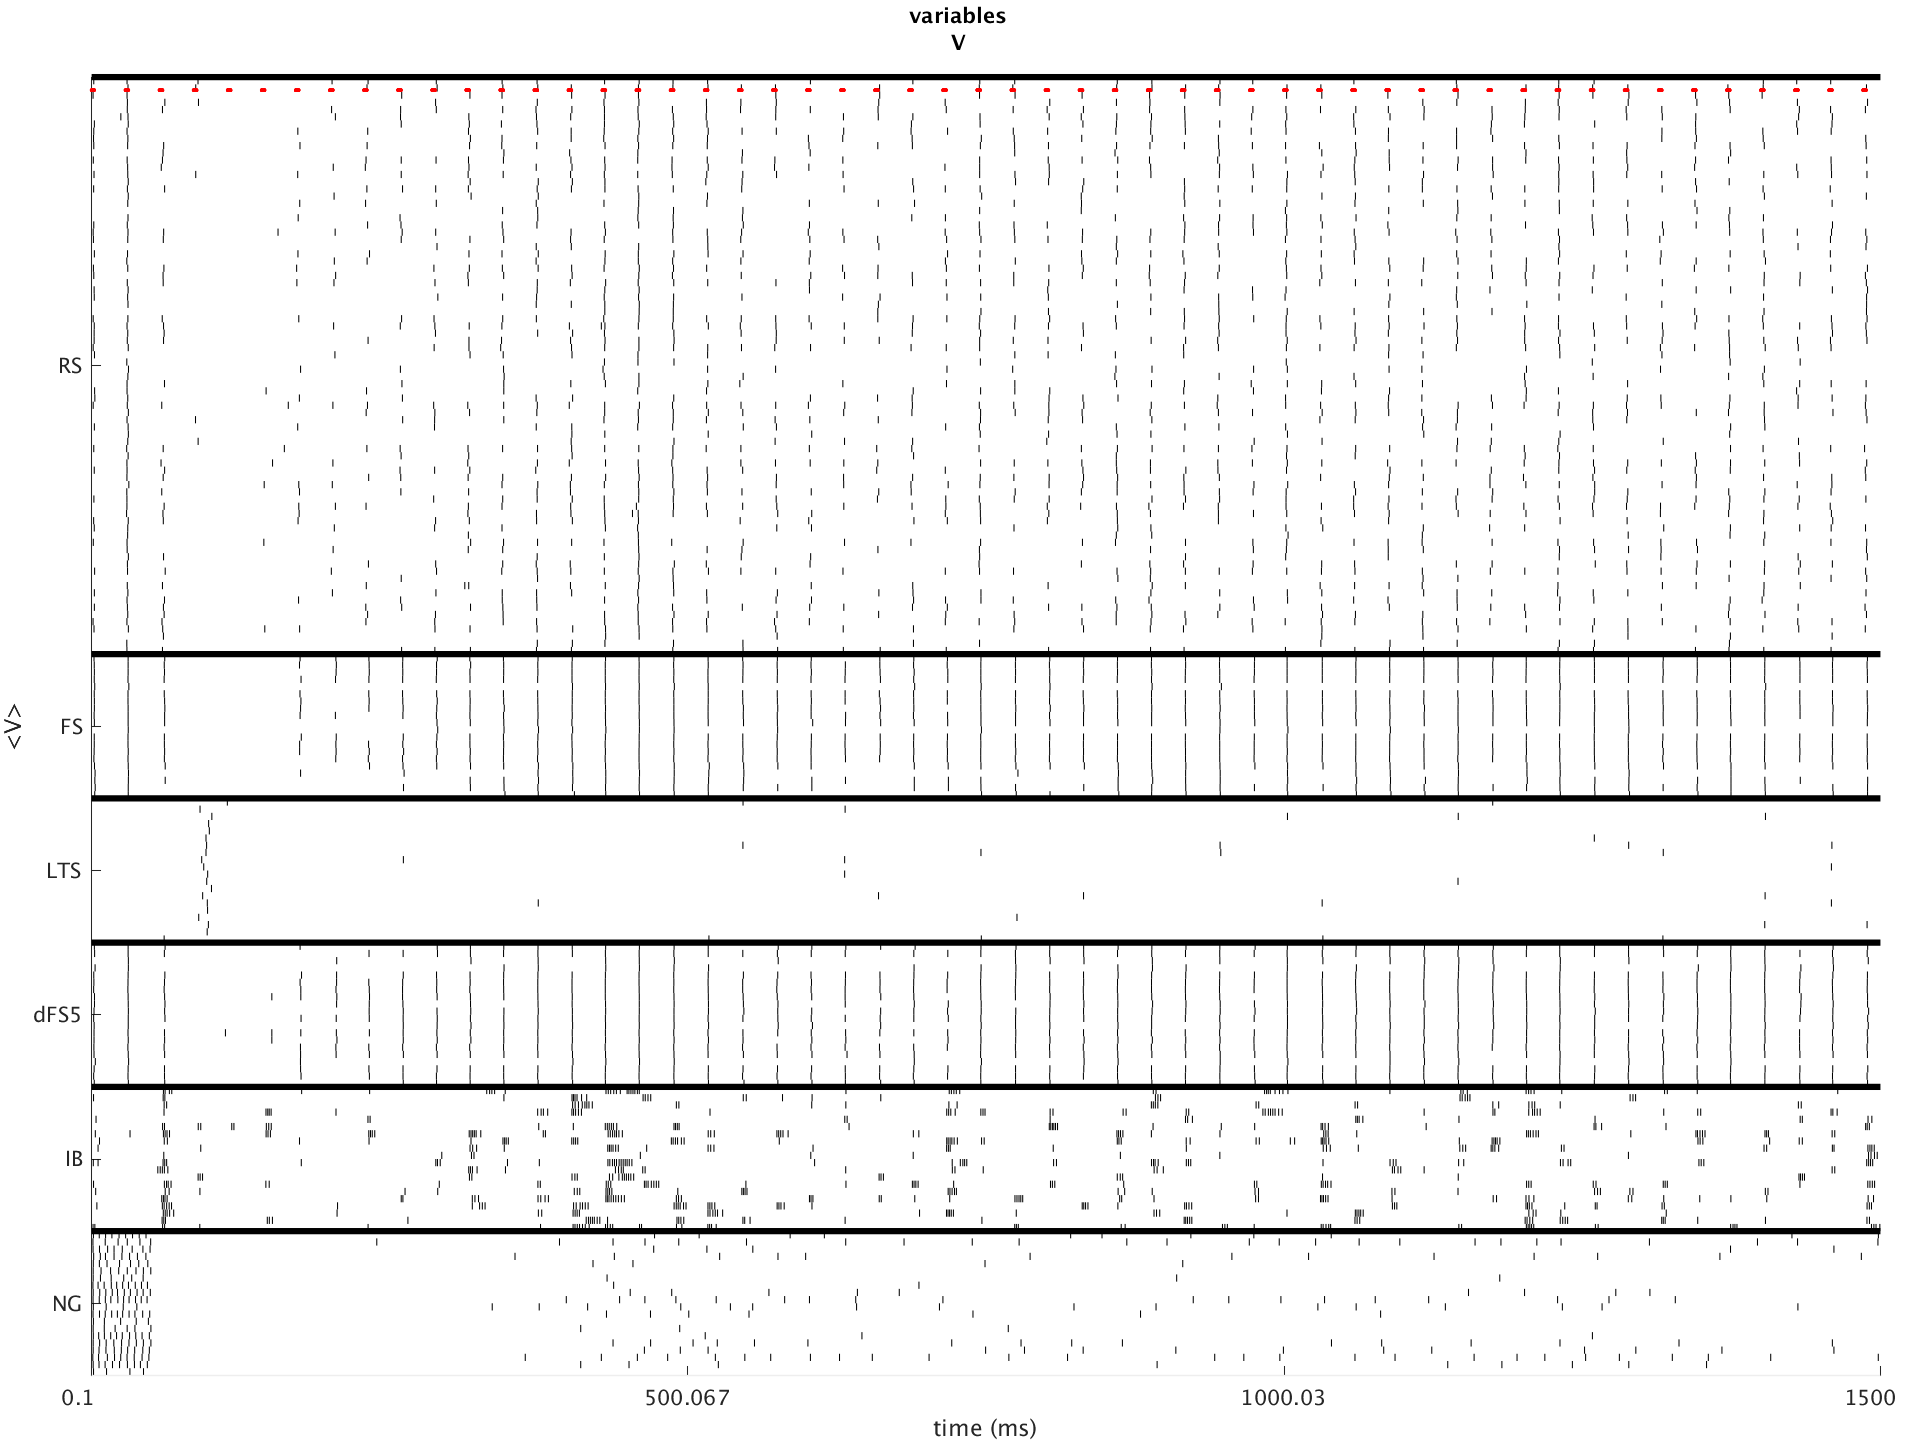 variables
V
RS
FS
<V>
LTS
dFS5
IB
NG
0.1
500.067
1000.03
1500
time (ms)